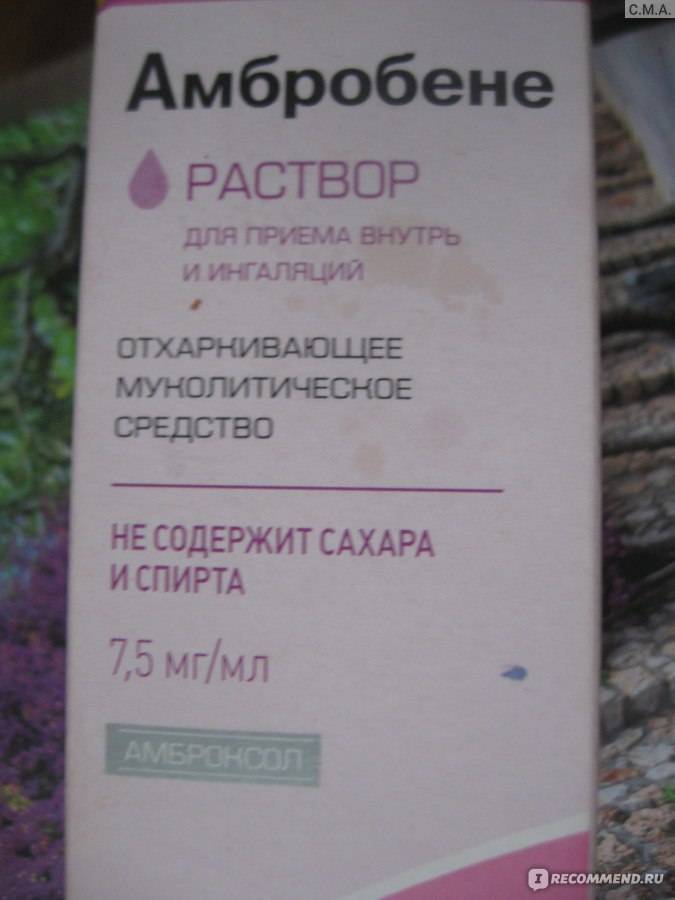 C.M.A.
Амбробене
РАСТВОР
ДЛЯ ПРИЕМА ВНУТРЬ
И ИНГАЛЯЦИЙ
ОТХАРКИВАЮЩЕЕ
МУКОЛИТИЧЕСКОЕ
СРЕДСТВО
НЕ СОДЕРЖИТ САХАРА
И СПИРТА
7,5 мг/мл
АМБРОКСОЛ
IRECOMMEND.RU